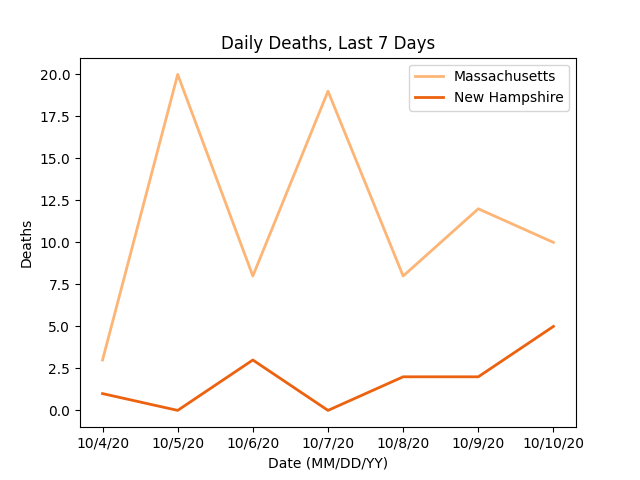 Daily Deaths, Last 7 Days
Massachusetts
New Hampshire
20.0
17.5
15.0
12.5
10.0
7.5
5.0
2.5
0.0
Deaths
10/4/20 10/5/20 10/6/20 10/7/20 10/8/20 10/9/20 10/10/20
Date (MM/DD/YY)